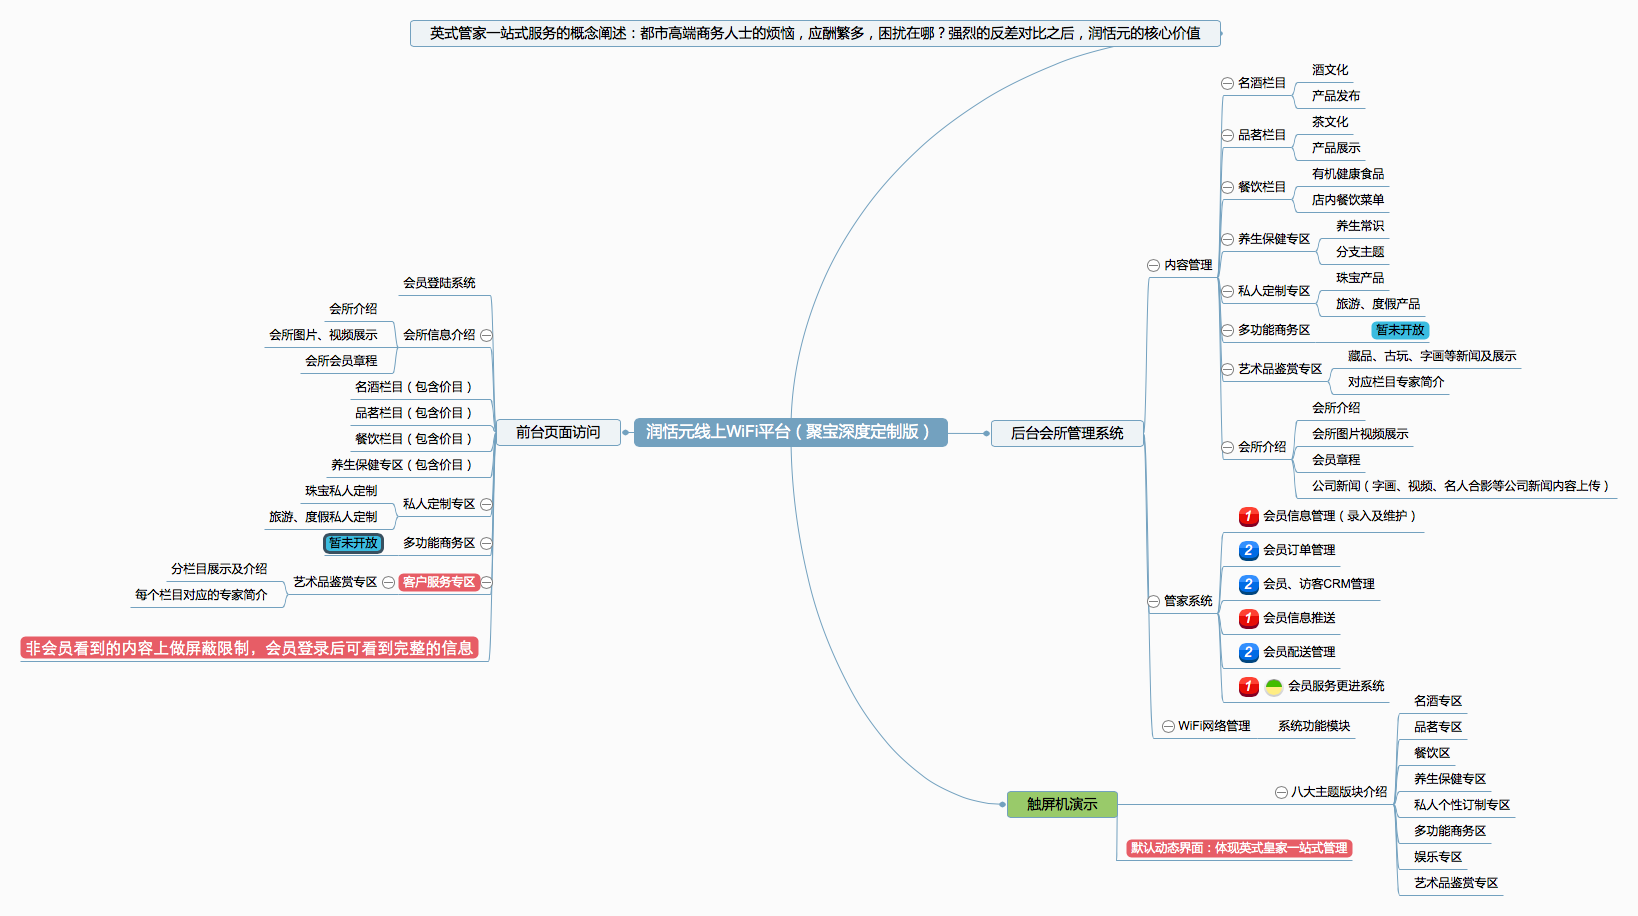 英式管家一站式服务的概念阐述：都市高端商务人士的烦恼，应酬繁多，困扰在哪？强烈的反差对比之后，润恬元的核心价值
润恬元线上WiFi平台（聚宝深度定制版）
前台页面访问
会员登陆系统
会所信息介绍
会所介绍
会所图片、视频展示
会所会员章程
名酒栏目（包含价目）
品茗栏目（包含价目）
餐饮栏目（包含价目）
养生保健专区（包含价目）
私人定制专区
珠宝私人定制
旅游、度假私人定制
多功能商务区
暂未开放
客户服务专区
艺术品鉴赏专区
分栏目展示及介绍
每个栏目对应的专家简介
非会员看到的内容上做屏蔽限制，会员登录后可看到完整的信息
后台会所管理系统
内容管理
名酒栏目
酒文化
产品发布
品茗栏目
茶文化
产品展示
餐饮栏目
有机健康食品
店内餐饮菜单
养生保健专区
养生常识
分支主题
私人定制专区
珠宝产品
旅游、度假产品
多功能商务区
暂未开放
艺术品鉴赏专区
藏品、古玩、字画等新闻及展示
对应栏目专家简介
会所介绍
会所介绍
会所图片视频展示
会员章程
公司新闻（字画、视频、名人合影等公司新闻内容上传）
管家系统
1 会员信息管理（录入及维护）
2 会员订单管理
2 会员、访客CRM管理
1 会员信息推送
2 会员配送管理
1 会员服务更进系统
WiFi网络管理
系统功能模块
触屏机演示
八大主题版块介绍
名酒专区
品茗专区
餐饮区
养生保健专区
私人个性订制专区
多功能商务区
娱乐专区
艺术品鉴赏专区
默认动态界面：体现英式皇家一站式管理